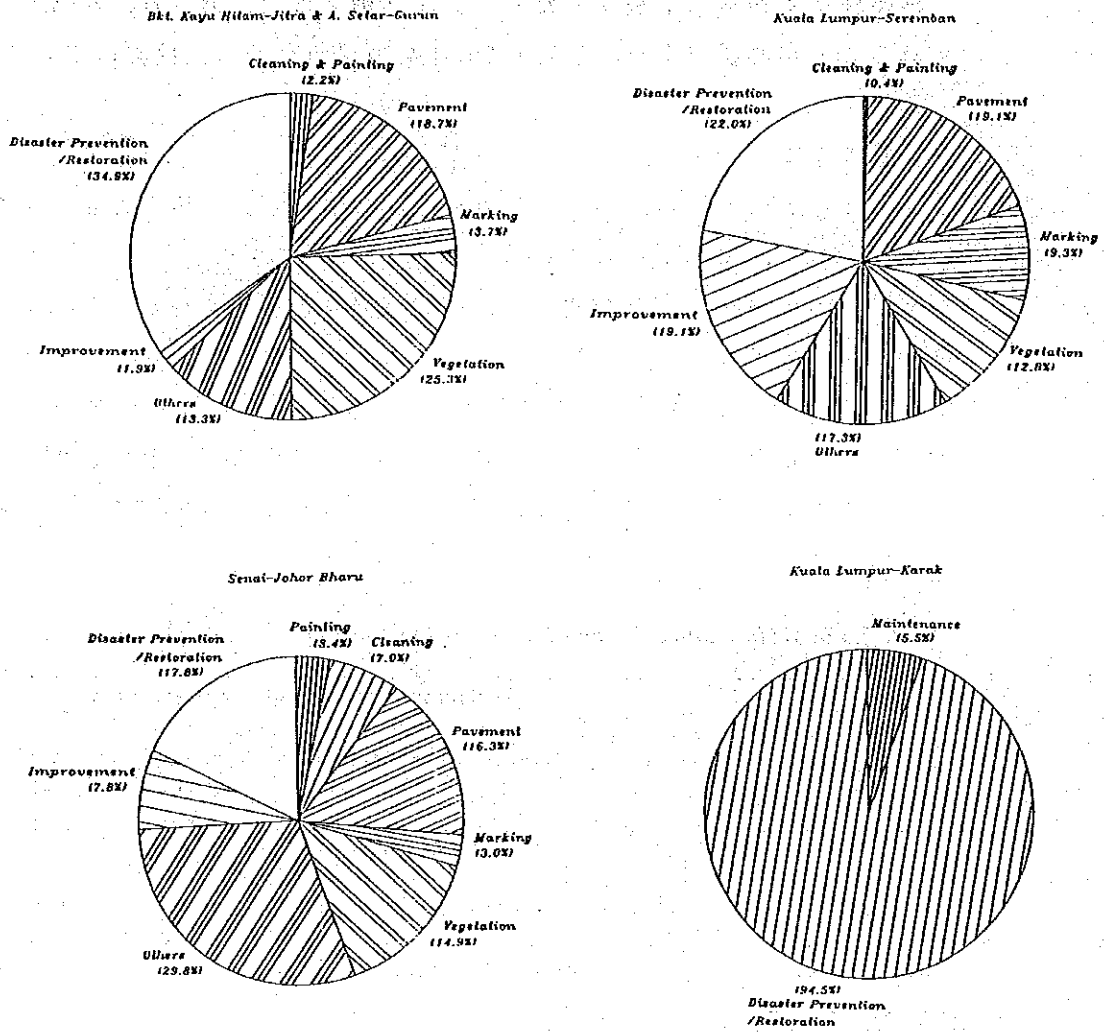 Bkt. Kayu Hitam-Jitra & A. Setar-Gurun
Cleaning & Painting
(2.2%)
Pavement
(18.7%)
Marking
(3.7%)
Vegetation
(25.3%)
Others
(13.3%)
Improvement
(1.9%)
Disaster Prevention
/Restoration
(34.9%)
Kuala Lumpur-Seremban
Cleaning & Painting
(0.4%)
Pavement
(19.1%)
Marking
(9.3%)
Vegetation
(12.8%)
(17.3%)
Others
Improvement
(19.1%)
Disaster Prevention
/Restoration
(22.0%)
Senai-Johor Bharu
Painting
(3.4%)
Cleaning
(7.0%)
Pavement
(16.3%)
Marking
(3.0%)
Vegetation
(14.9%)
Others
(29.8%)
Improvement
(7.8%)
Disaster Prevention
/Restoration
(17.8%)
Kuala Lumpur-Karak
Maintenance
(5.5%)
(94.5%)
Disaster Prevention
/Restoration